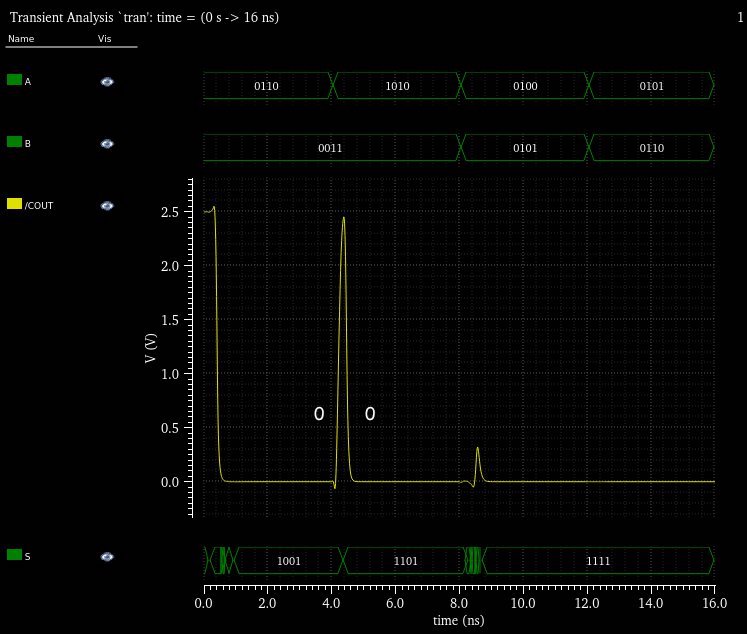 Transient Analysis `tran': time = (0 s -> 16 ns) 1
Name Vis
A 0110 1010 0100 0101
B 0011 0101 0110
/COUT
2.5
2.0
1.5
1.0
0.5
0.0
V (V)
0 0
S 1001 1101 1111
0.0 2.0 4.0 6.0 8.0 10.0 12.0 14.0 16.0
time (ns)